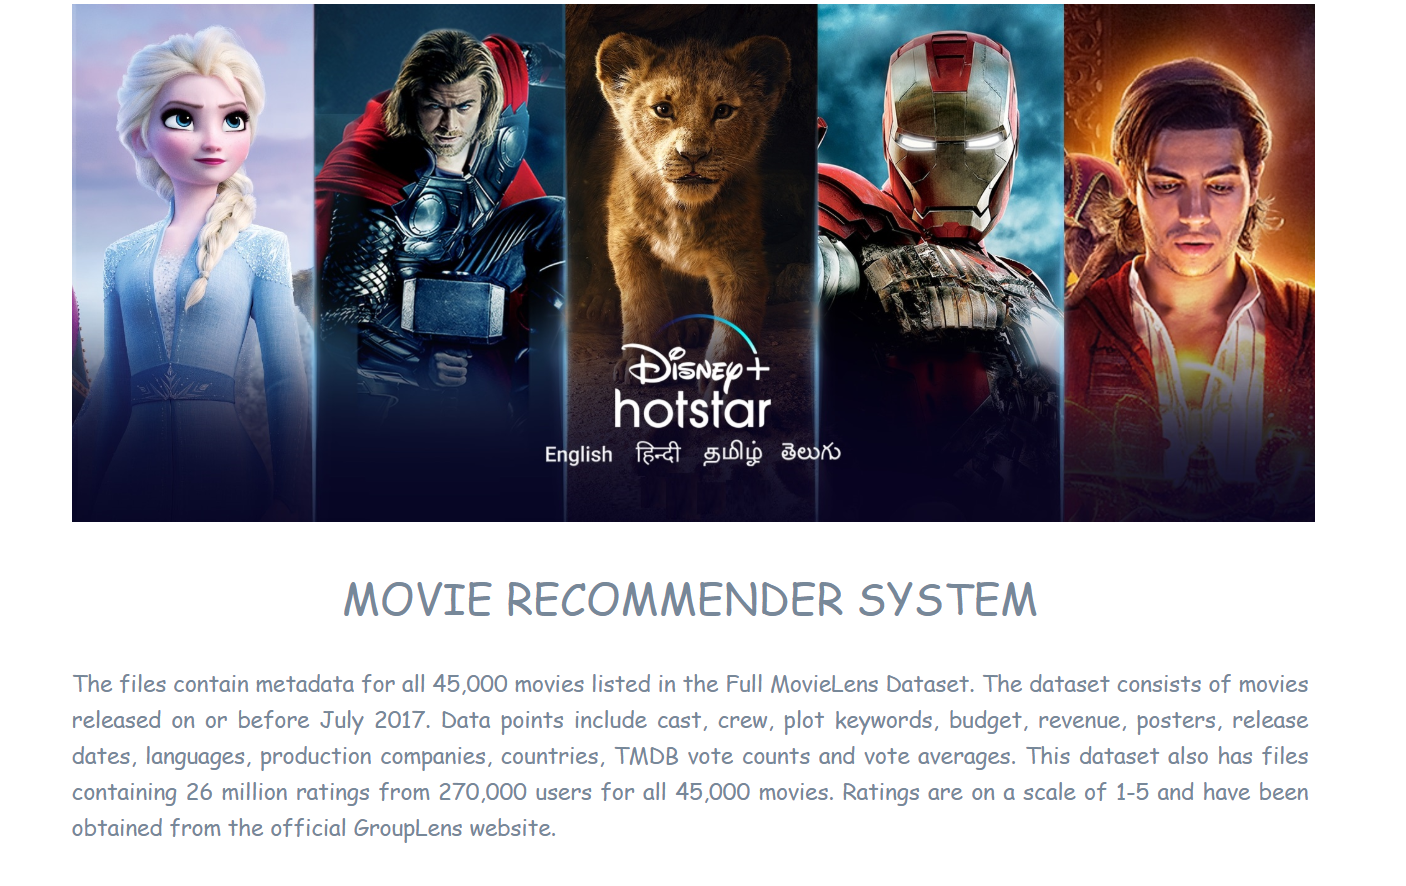 Disney+
hotstar
English हिन्दी தமிழ் తెలుగు
MOVIE RECOMMENDER SYSTEM
The files contain metadata for all 45,000 movies listed in the Full MovieLens Dataset. The dataset consists of movies
released on or before July 2017. Data points include cast, crew, plot keywords, budget, revenue, posters, release
dates, languages, production companies, countries, TMDB vote counts and vote averages. This dataset also has files
containing 26 million ratings from 270,000 users for all 45,000 movies. Ratings are on a scale of 1-5 and have been
obtained from the official GroupLens website.